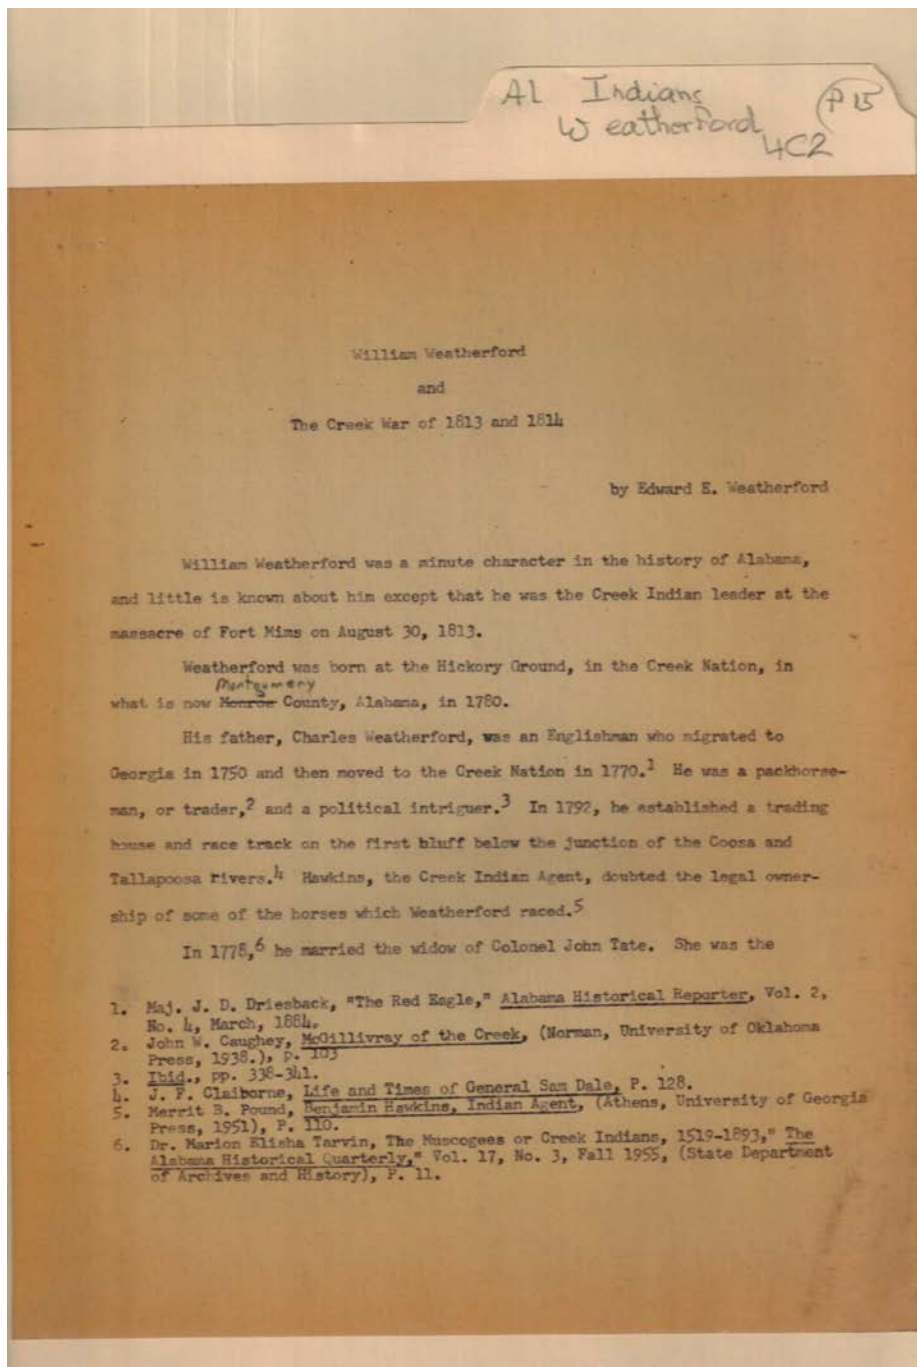 Al Indians
Weatherford
P 15
4C2
William Weatherford
and
The Creek War of 1813 and 1814
by Edward E. Weatherford
William Weatherford was a minute character in the history of Alabama,
and little is known about him except that he was the Creek Indian leader at the
massacre of Fort Mims on August 30, 1813.
Weatherford was born at the Hickory Ground, in the Creek Nation, in
Montgomery
what is now Monroe County, Alabama, in 1780.
His father, Charles Weatherford, was an Englishman who migrated to
Georgia in 1750 and then moved to the Creek Nation in 1770.1 He was a packhorse-
man, or trader,2 and a political intriguer.3 In 1792, he established a trading
house and race track on the first bluff below the junction of the Coosa and
Tallapoosa rivers.4 Hawkins, the Creek Indian Agent, doubted the legal owner-
ship of some of the horses which Weatherford raced.5
In 1778,6 he married the widow of Colonel John Tate. She was the
1. Maj. J. D. Driesback, "The Red Eagle," Alabama Historical Reporter, Vol. 2,
No. 4, March, 1884.
2. John W. Caughey, McGillivray of the Creek, (Norman, University of Oklahoma
Press, 1938.), p. 103
3. Ibid., pp. 338-341.
4. J. F. Claiborne, Life and Times of General Sam Dale, P. 128.
5. Merrit B. Pound, Benjamin Hawkins, Indian Agent, (Athens, University of Georgia
Press, 1951), P. 110.
6. Dr. Marion Elisha Tarvin, The Muscogees or Creek Indians, 1519-1893," The
Alabama Historical Quarterly," Vol. 17, No. 3, Fall 1955, (State Department
of Archives and History), P. 11.